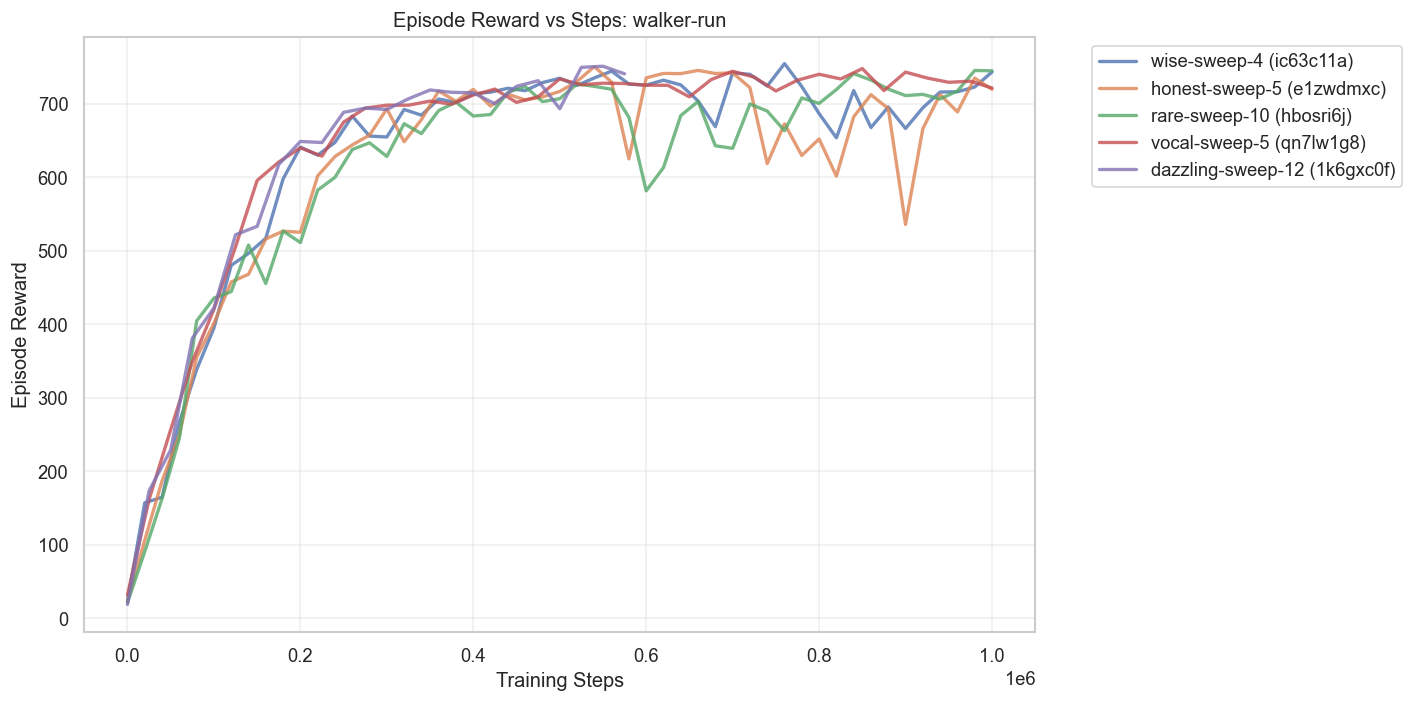 Episode Reward vs Steps: walker-run
wise-sweep-4 (ic63c11a)
honest-sweep-5 (e1zwdmxc)
rare-sweep-10 (hbosri6j)
vocal-sweep-5 (qn7lw1g8)
dazzling-sweep-12 (1k6gxc0f)
Episode Reward
700
600
500
400
300
200
100
0
0.0 0.2 0.4 0.6 0.8 1.0
1e6
Training Steps